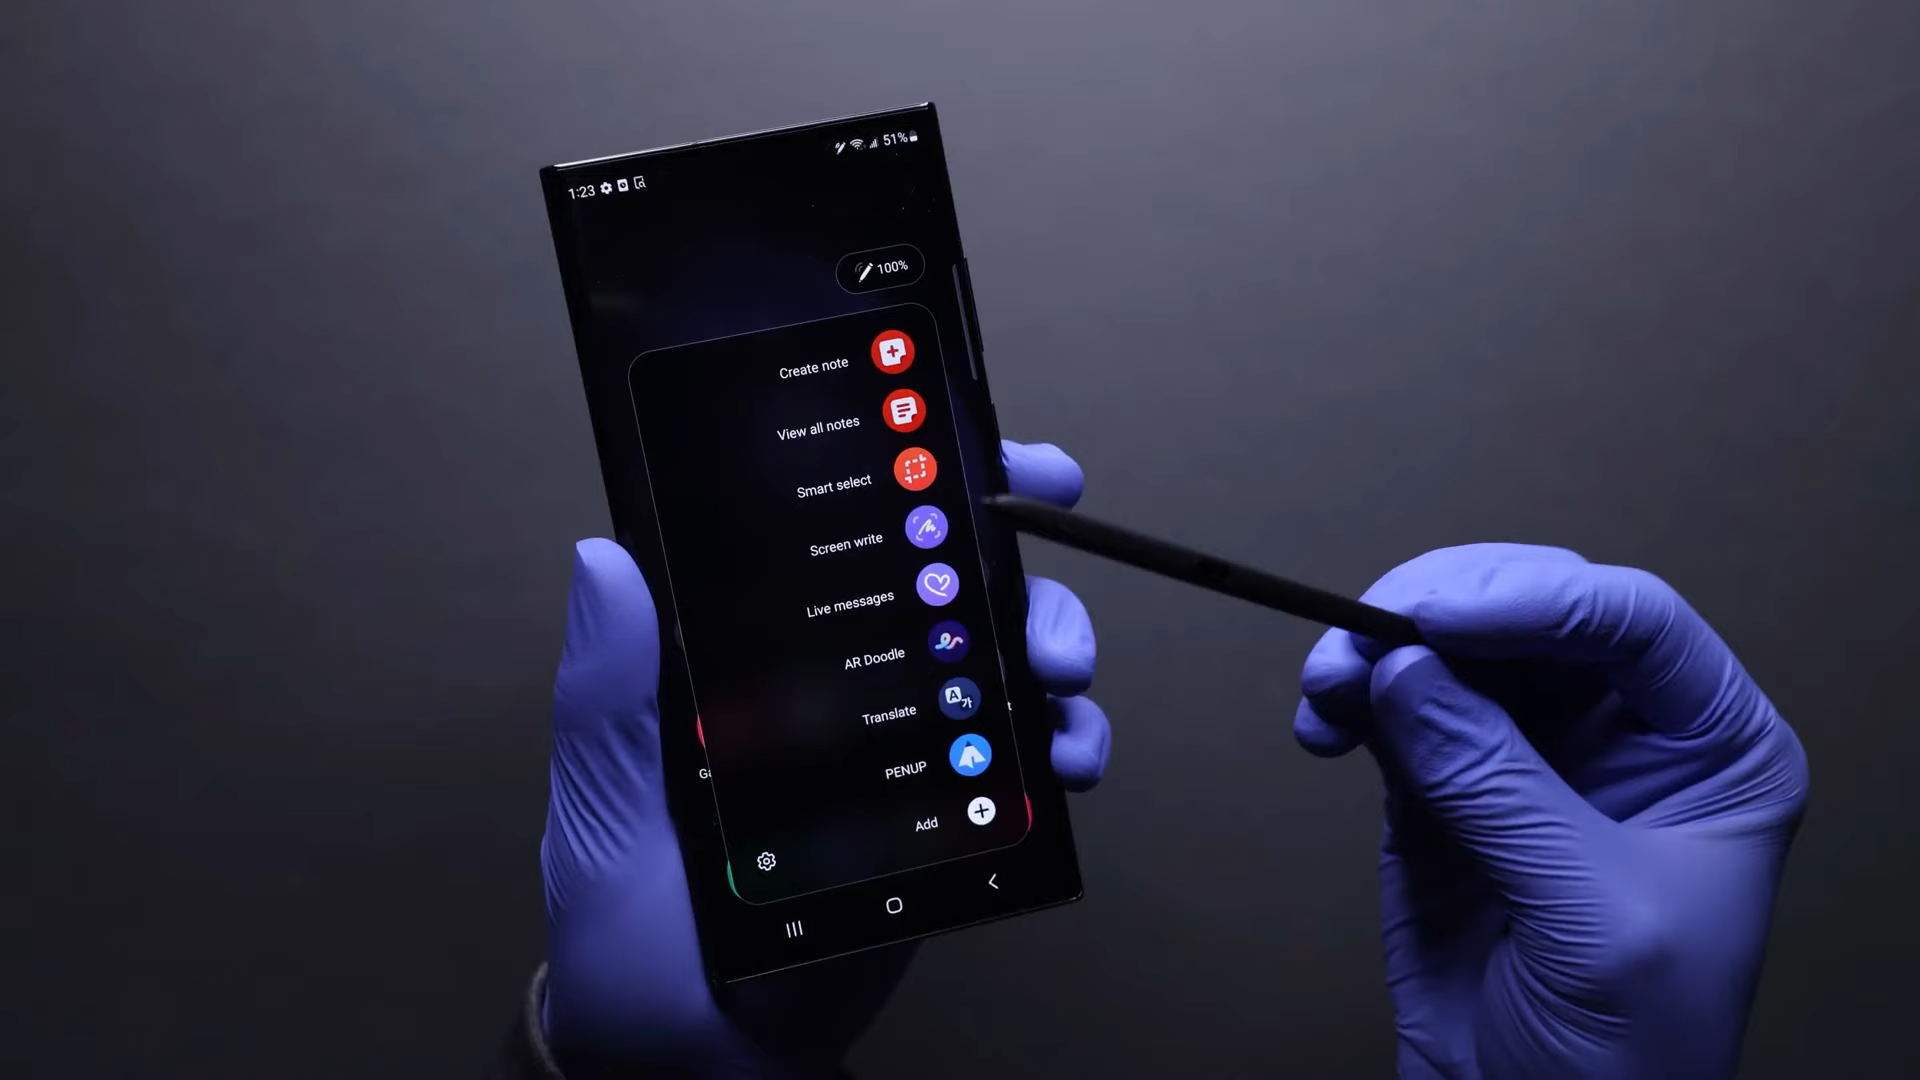 1:23
51%
100%
Create note
View all notes
Smart select
Screen write
Live messages
AR Doodle
Translate
PENUP
Add
Ga
t